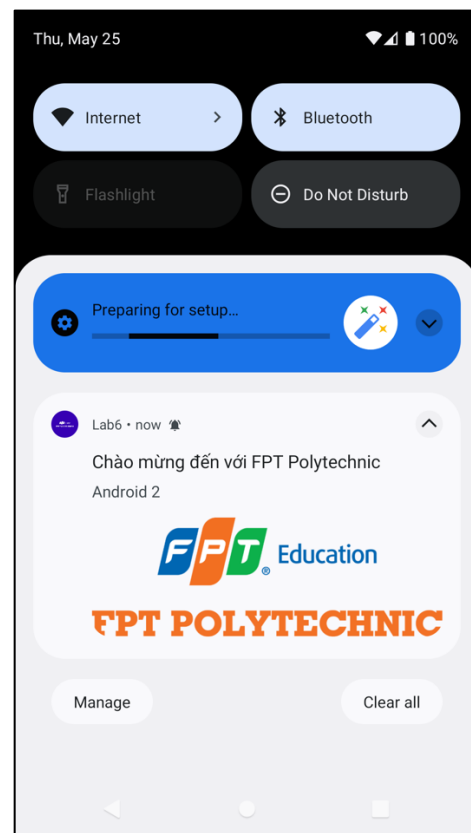 Thu, May 25 100%
Internet Bluetooth
Flashlight Do Not Disturb
Preparing for setup...
Lab6 • now
Chào mừng đến với FPT Polytechnic
Android 2
FPT Education
FPT POLYTECHNIC
Manage Clear all